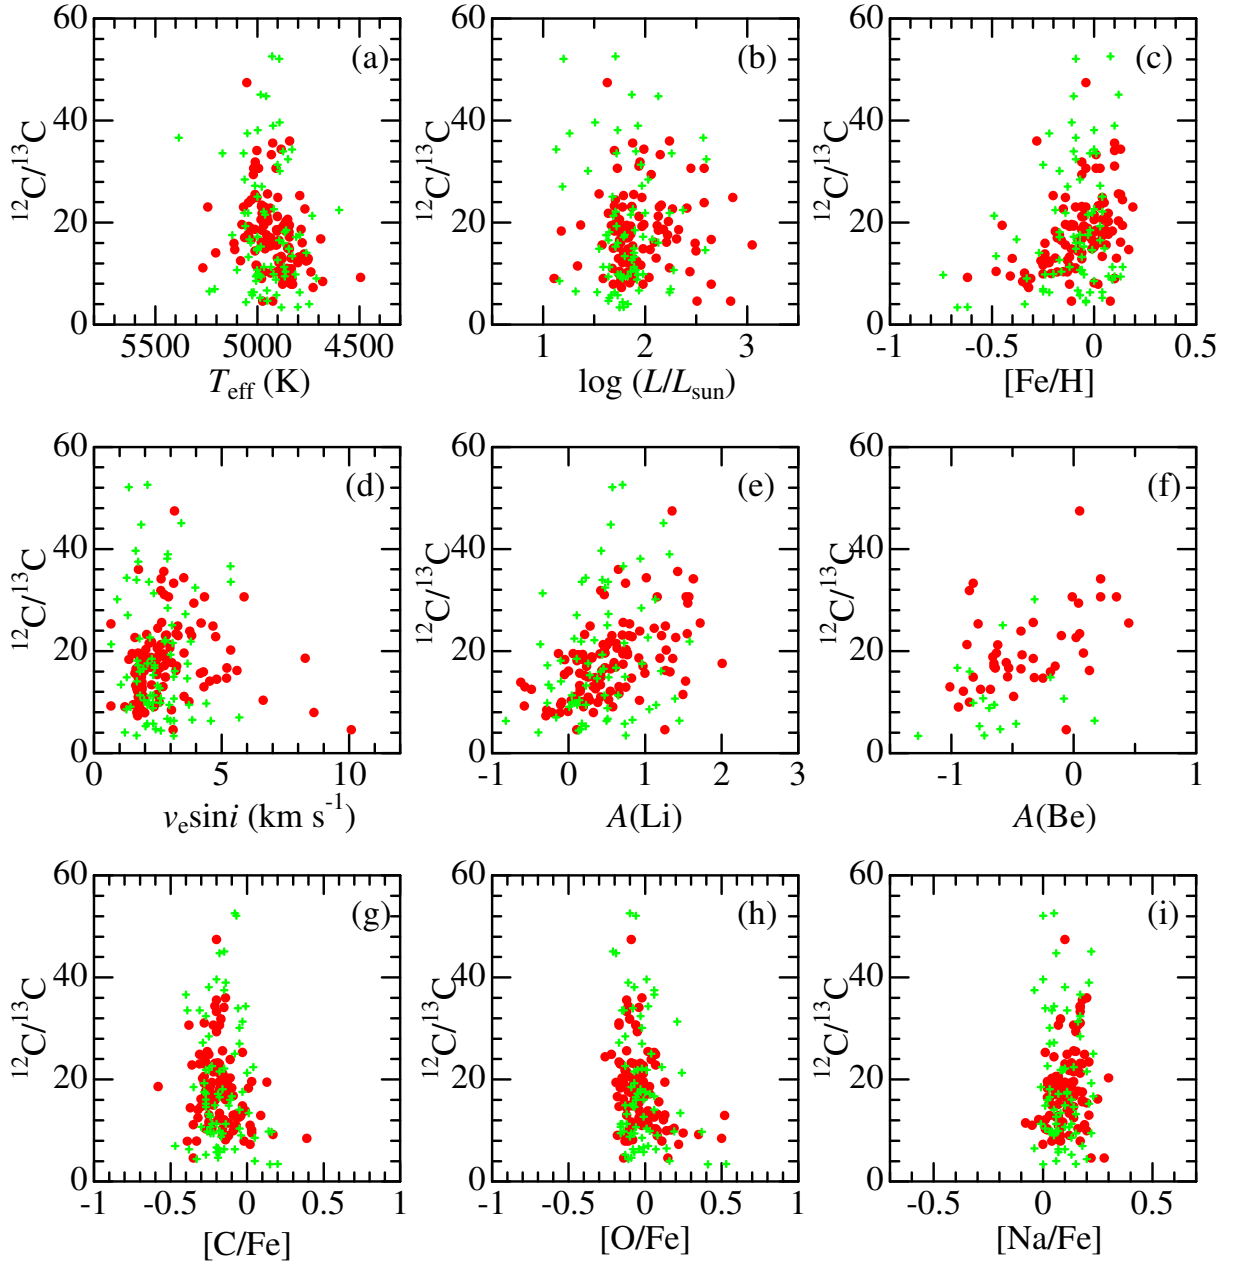 60
40
20
0
¹²C/¹³C
(a)
5500 5000 4500
T_eff (K)
60
40
20
0
¹²C/¹³C
(b)
1 2 3
log (L/L_sun)
60
40
20
0
¹²C/¹³C
(c)
-1 -0.5 0 0.5
[Fe/H]
60
40
20
0
¹²C/¹³C
(d)
0 5 10
v_e sin i (km s⁻¹)
60
40
20
0
¹²C/¹³C
(e)
-1 0 1 2 3
A(Li)
60
40
20
0
¹²C/¹³C
(f)
-1 0 1
A(Be)
60
40
20
0
¹²C/¹³C
(g)
-1 -0.5 0 0.5 1
[C/Fe]
60
40
20
0
¹²C/¹³C
(h)
-1 -0.5 0 0.5 1
[O/Fe]
60
40
20
0
¹²C/¹³C
(i)
-0.5 0 0.5
[Na/Fe]